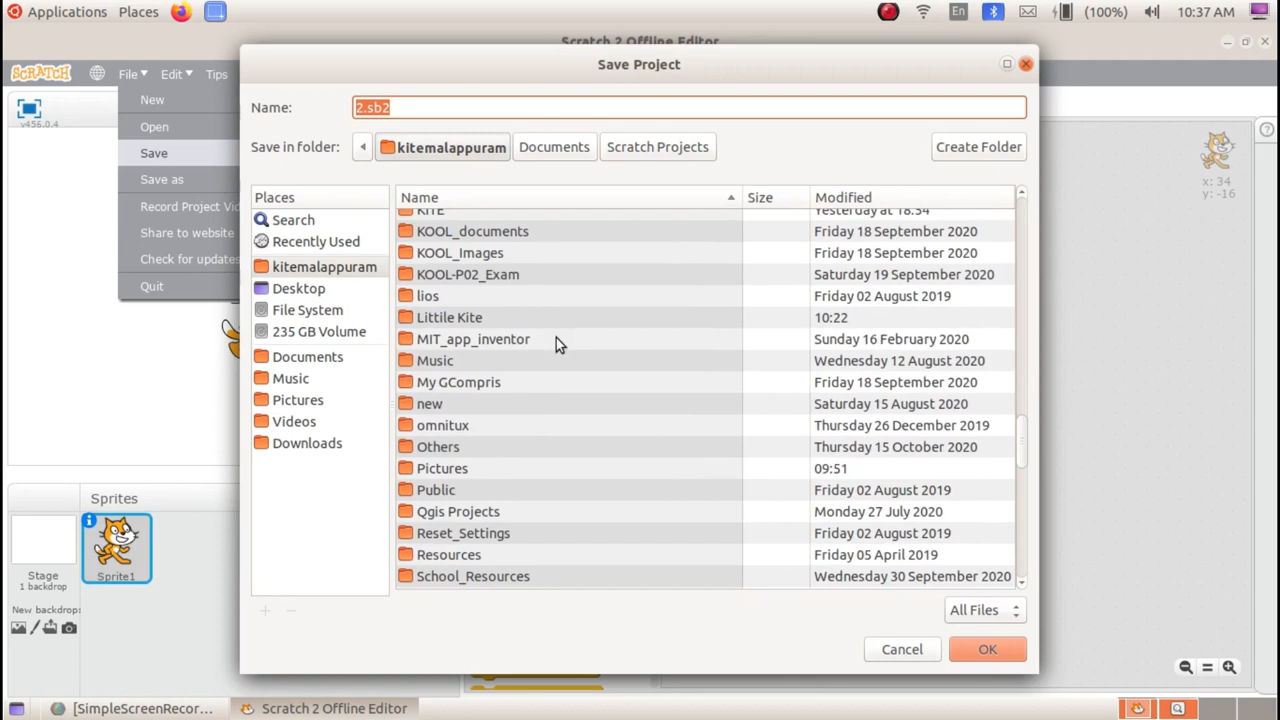 Applications Places En (100%) 10:37 AM
Scratch 2 Offline Editor
SCRATCH File Edit Tips
v456.0.4
New
Open
Save
Save as
Record Project Vid
Share to website
Check for updates
Quit
Save Project
Name: 2.sb2
Save in folder: kitemalappuram Documents Scratch Projects Create Folder
Places
Search
Recently Used
kitemalappuram
Desktop
File System
235 GB Volume
Documents
Music
Pictures
Videos
Downloads
Name Size Modified
KITE Yesterday at 18:54
KOOL_documents Friday 18 September 2020
KOOL_Images Friday 18 September 2020
KOOL-P02_Exam Saturday 19 September 2020
lios Friday 02 August 2019
Littile Kite 10:22
MIT_app_inventor Sunday 16 February 2020
Music Wednesday 12 August 2020
My GCompris Friday 18 September 2020
new Saturday 15 August 2020
omnitux Thursday 26 December 2019
Others Thursday 15 October 2020
Pictures 09:51
Public Friday 02 August 2019
Qgis Projects Monday 27 July 2020
Reset_Settings Friday 02 August 2019
Resources Friday 05 April 2019
School_Resources Wednesday 30 September 2020
All Files
Cancel OK
x: 34
y: -16
Sprites
Stage
1 backdrop
New backdrop:
Sprite1
[SimpleScreenRecor... Scratch 2 Offline Editor